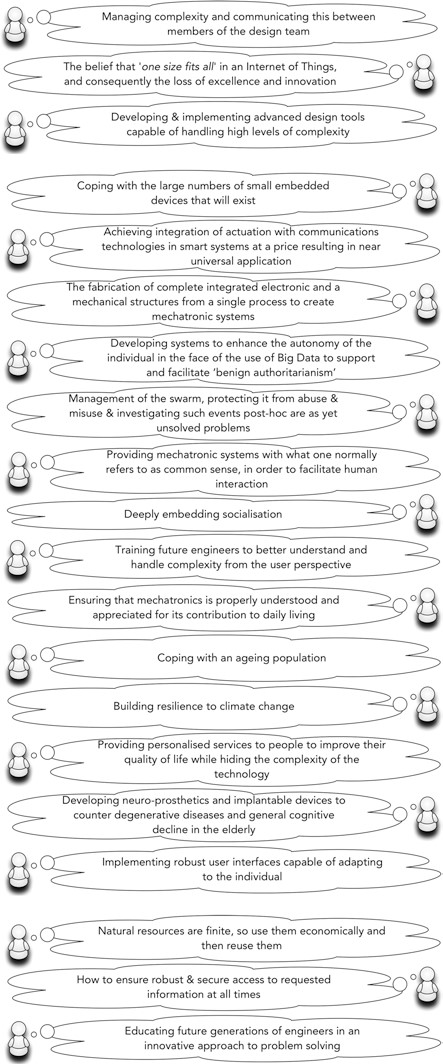 Managing complexity and communicating this between
members of the design team
The belief that 'one size fits all' in an Internet of Things,
and consequently the loss of excellence and innovation
Developing & implementing advanced design tools
capable of handling high levels of complexity
Coping with the large numbers of small embedded
devices that will exist
Achieving integration of actuation with communications
technologies in smart systems at a price resulting in near
universal application
The fabrication of complete integrated electronic and a
mechanical structures from a single process to create
mechatronic systems
Developing systems to enhance the autonomy of the
individual in the face of the use of Big Data to support
and facilitate ‘benign authoritarianism’
Management of the swarm, protecting it from abuse &
misuse & investigating such events post-hoc are as yet
unsolved problems
Providing mechatronic systems with what one normally
refers to as common sense, in order to facilitate human
interaction
Deeply embedding socialisation
Training future engineers to better understand and
handle complexity from the user perspective
Ensuring that mechatronics is properly understood and
appreciated for its contribution to daily living
Coping with an ageing population
Building resilience to climate change
Providing personalised services to people to improve their
quality of life while hiding the complexity of the
technology
Developing neuro-prosthetics and implantable devices to
counter degenerative diseases and general cognitive
decline in the elderly
Implementing robust user interfaces capable of adapting
to the individual
Natural resources are finite, so use them economically and
then reuse them
How to ensure robust & secure access to requested
information at all times
Educating future generations of engineers in an
innovative approach to problem solving